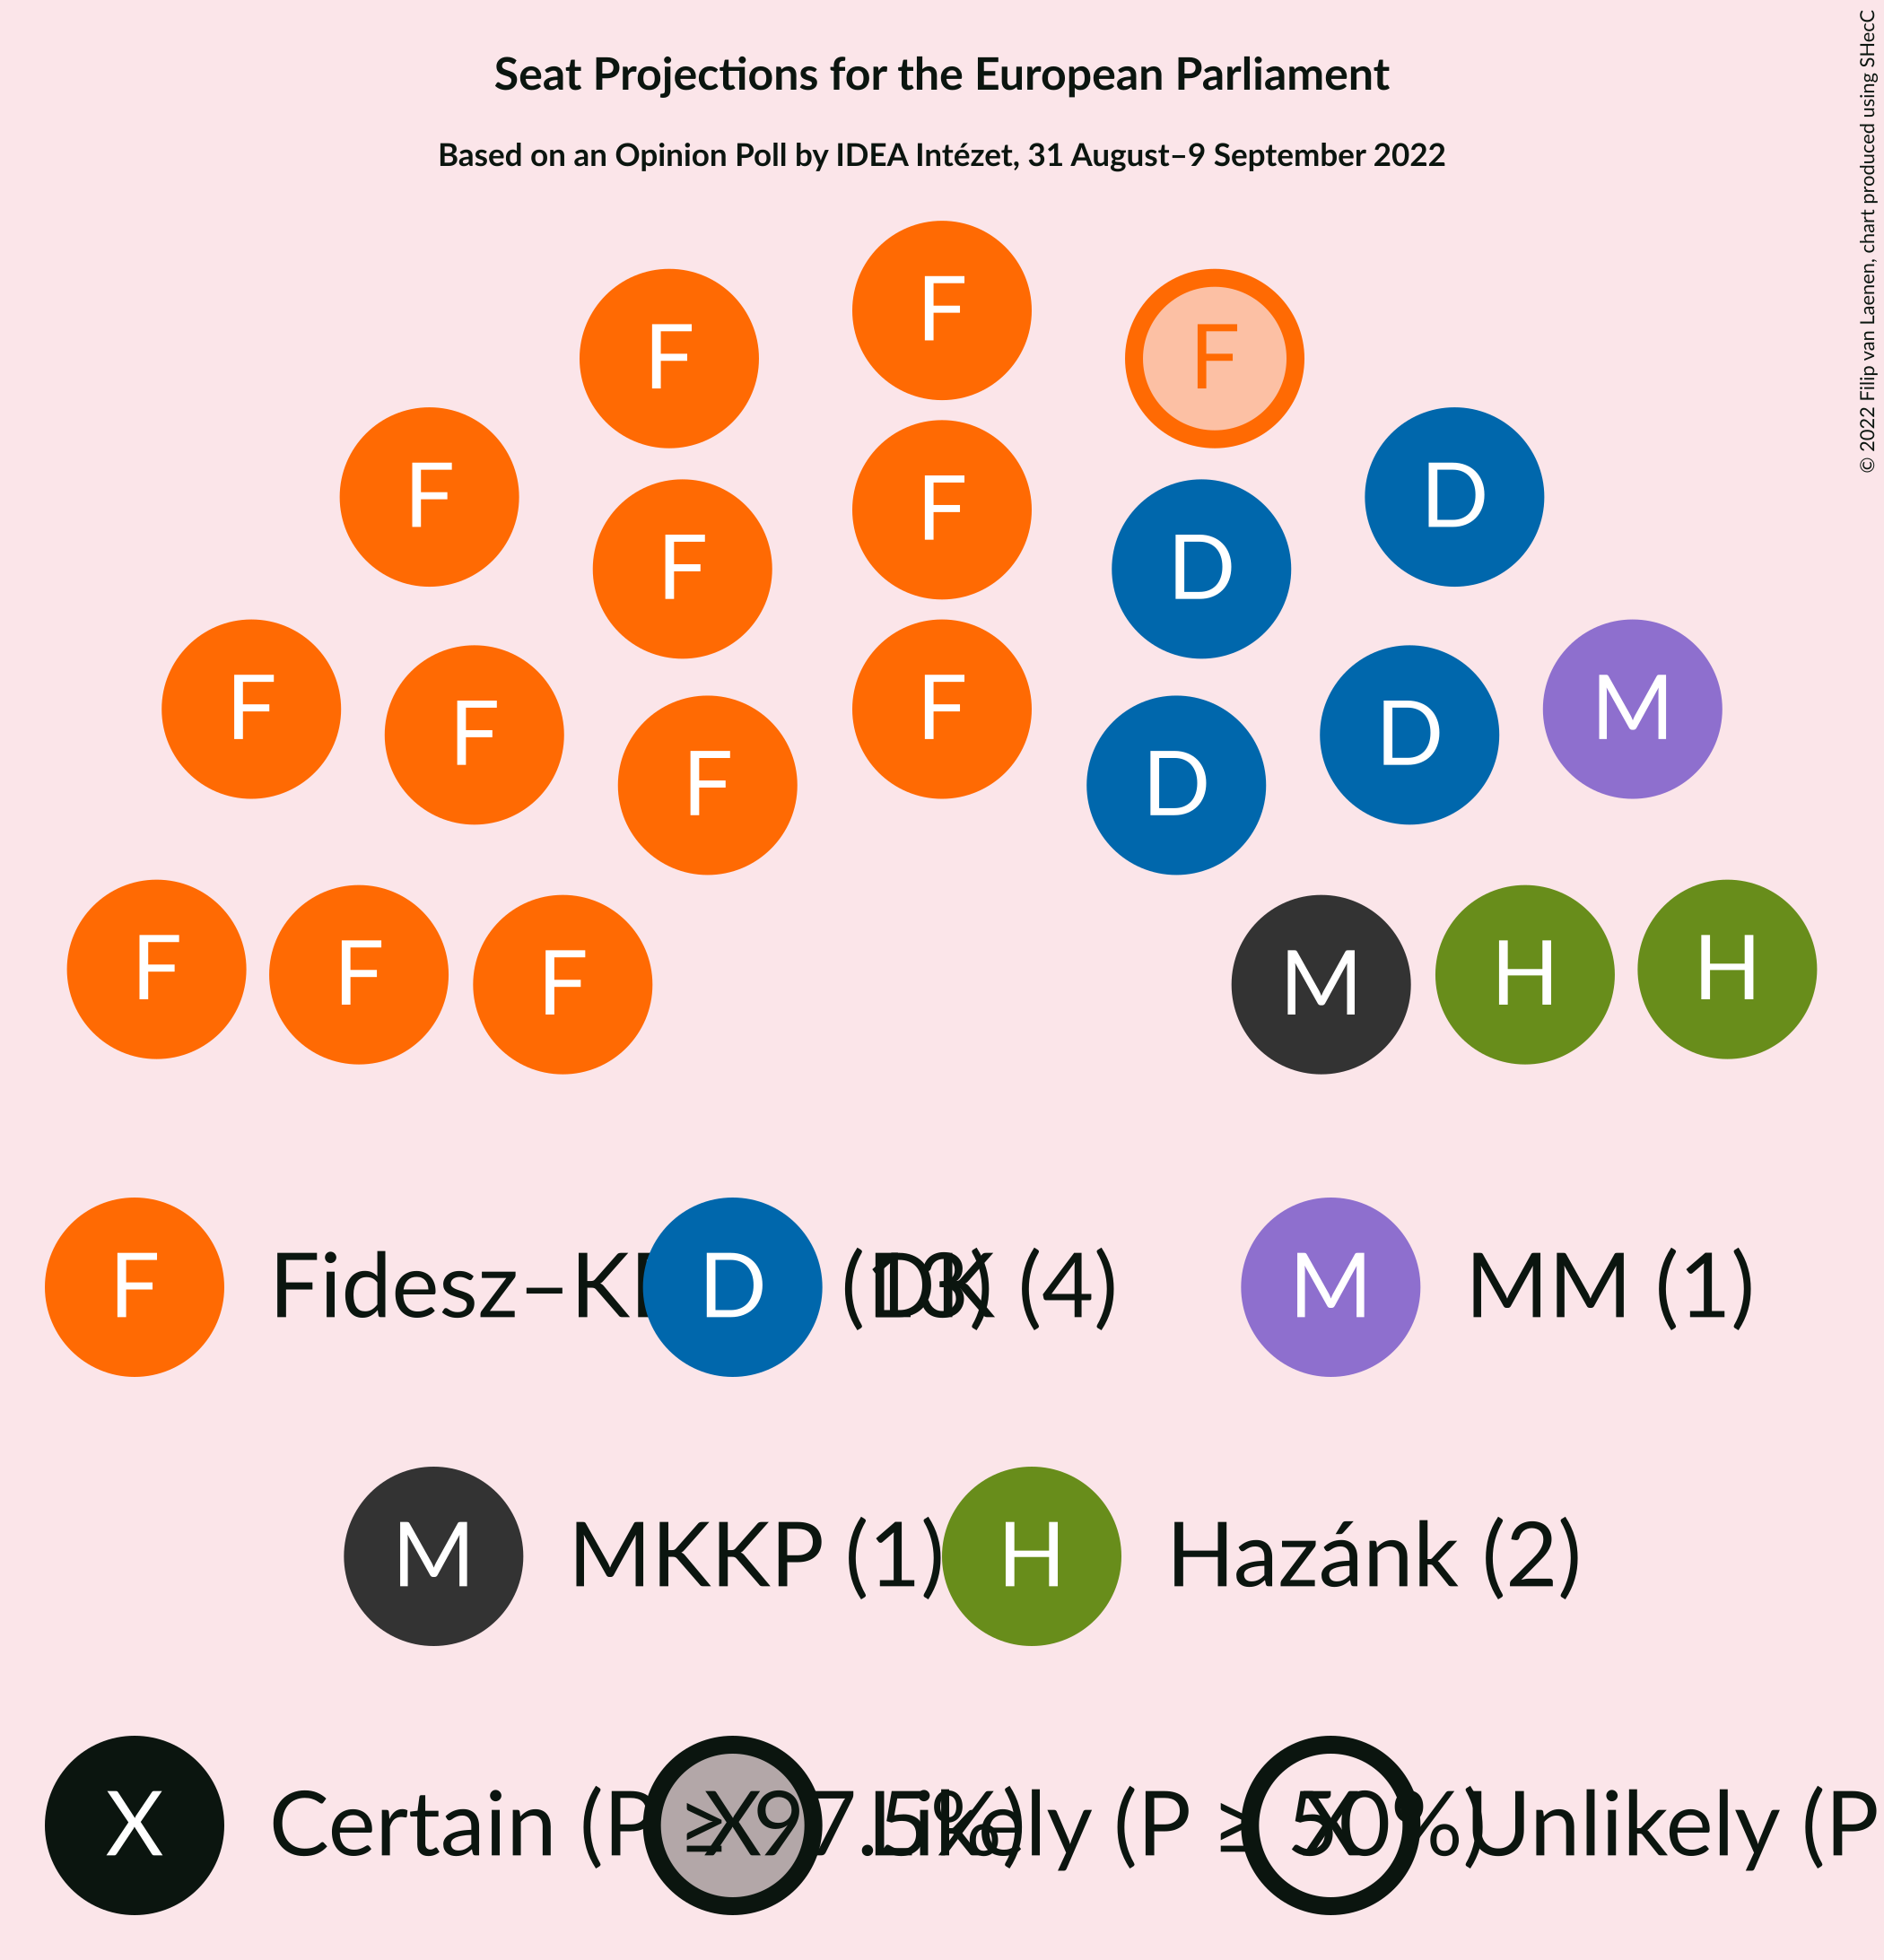 Seat Projections for the European Parliament
Based on an Opinion Poll by IDEA Intézet, 31 August–9 September 2022
© 2022 Filip van Laenen, chart produced using SHecC
F
F F
F D
F F D
F F D M
F D
F F F M H H
F Fidesz–K (13) D DK (4) M MM (1)
M MKKP (1) H Hazánk (2)
X Certain (P ≥ 97.5%) X Likely (P ≥ 50%) X Unlikely (P